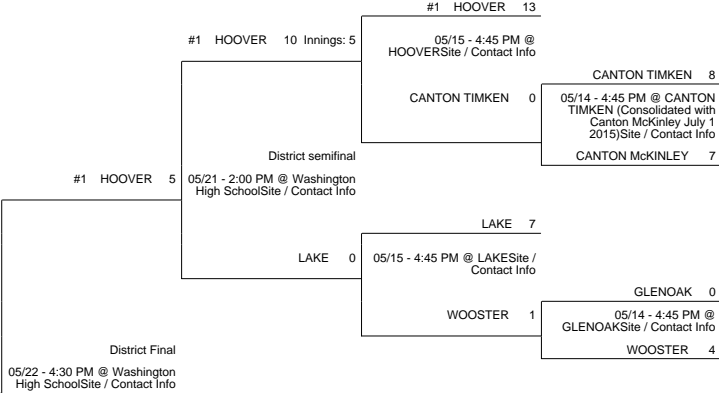 #1 HOOVER 13
#1 HOOVER 10 Innings: 5
05/15 - 4:45 PM @
HOOVERSite / Contact Info
CANTON TIMKEN 8
CANTON TIMKEN 0
05/14 - 4:45 PM @ CANTON
TIMKEN (Consolidated with
Canton McKinley July 1
2015)Site / Contact Info
CANTON McKINLEY 7
District semifinal
#1 HOOVER 5
05/21 - 2:00 PM @ Washington
High SchoolSite / Contact Info
LAKE 7
LAKE 0
05/15 - 4:45 PM @ LAKESite /
Contact Info
GLENOAK 0
WOOSTER 1
05/14 - 4:45 PM @
GLENOAKSite / Contact Info
WOOSTER 4
District Final
05/22 - 4:30 PM @ Washington
High SchoolSite / Contact Info